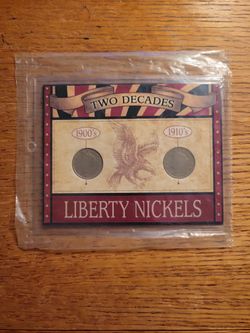 TWO DECADES
1900's 1910's
LIBERTY NICKELS